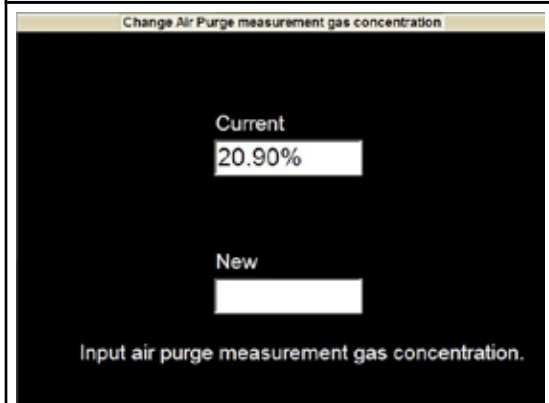 Change Air Purge measurement gas concentration
Current
20.90%
New
Input air purge measurement gas concentration.